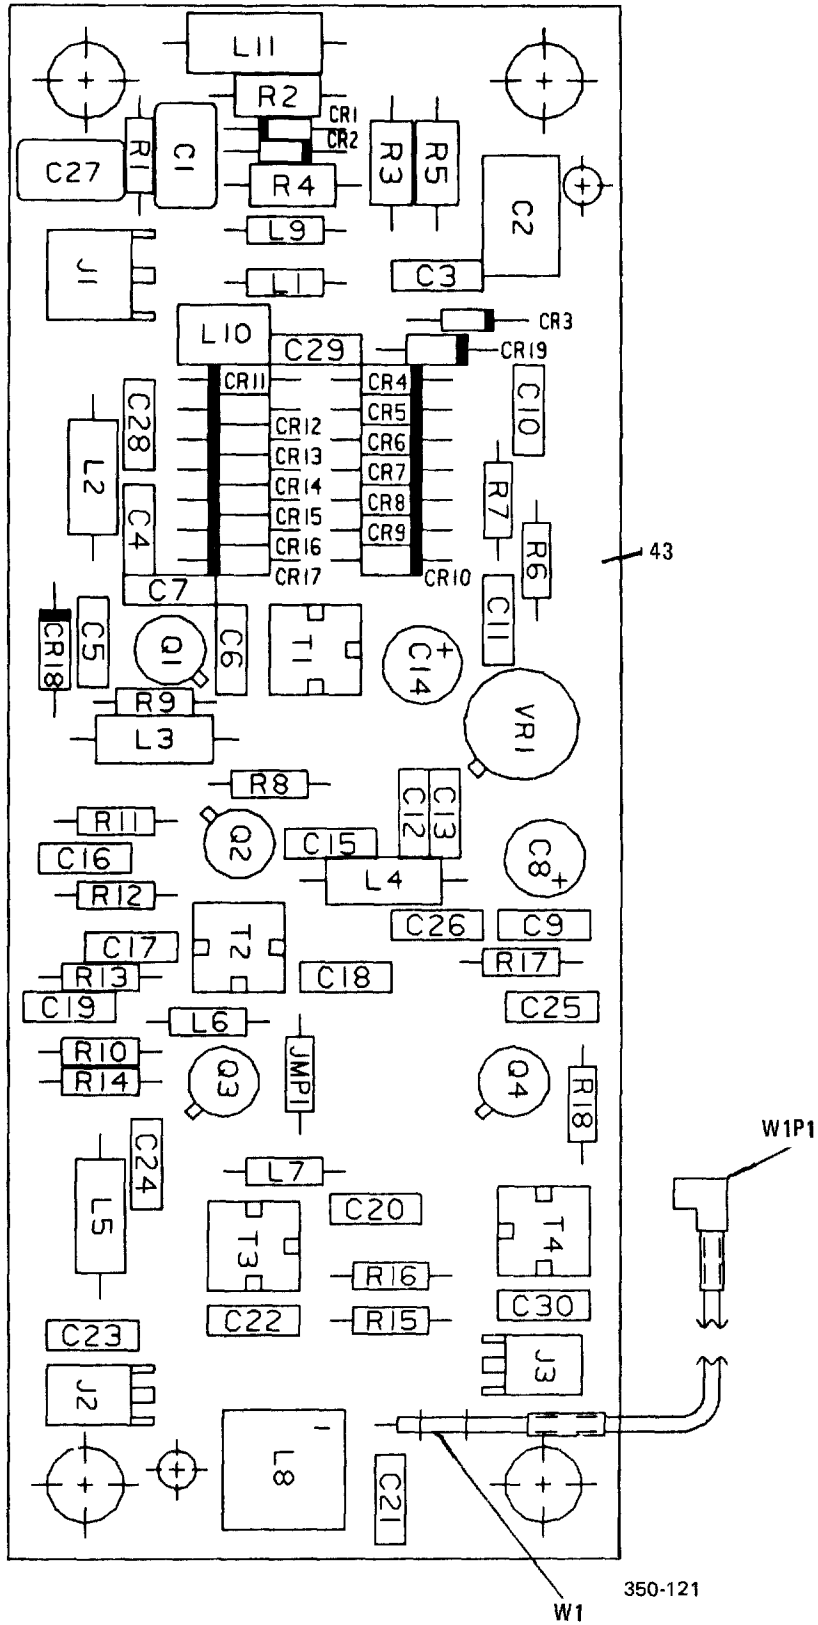 L11
R2
CR1
CR2
R1
C1
C27
R4
R3
R5
C2
L9
J1
L1
C3
CR3
L10
C29
CR19
CR11
CR4
C10
C28
CR5
CR12
CR6
CR13
L2
CR7
CR14
R7
CR8
CR15
C4
CR9
CR16
R6
43
CR17
CR10
C7
C11
CR18
C5
Q1
C6
T1
C14
+
R9
VR1
L3
R8
C12
C13
R11
Q2
C15
C16
C8
+
L4
R12
C26
C9
C17
T2
R17
R13
C18
C19
C25
L6
R10
R14
Q3
JMP1
Q4
R18
W1P1
C24
L7
L5
C20
T3
T4
R16
C30
C22
R15
C23
J3
J2
L8
C21
350-121
W1